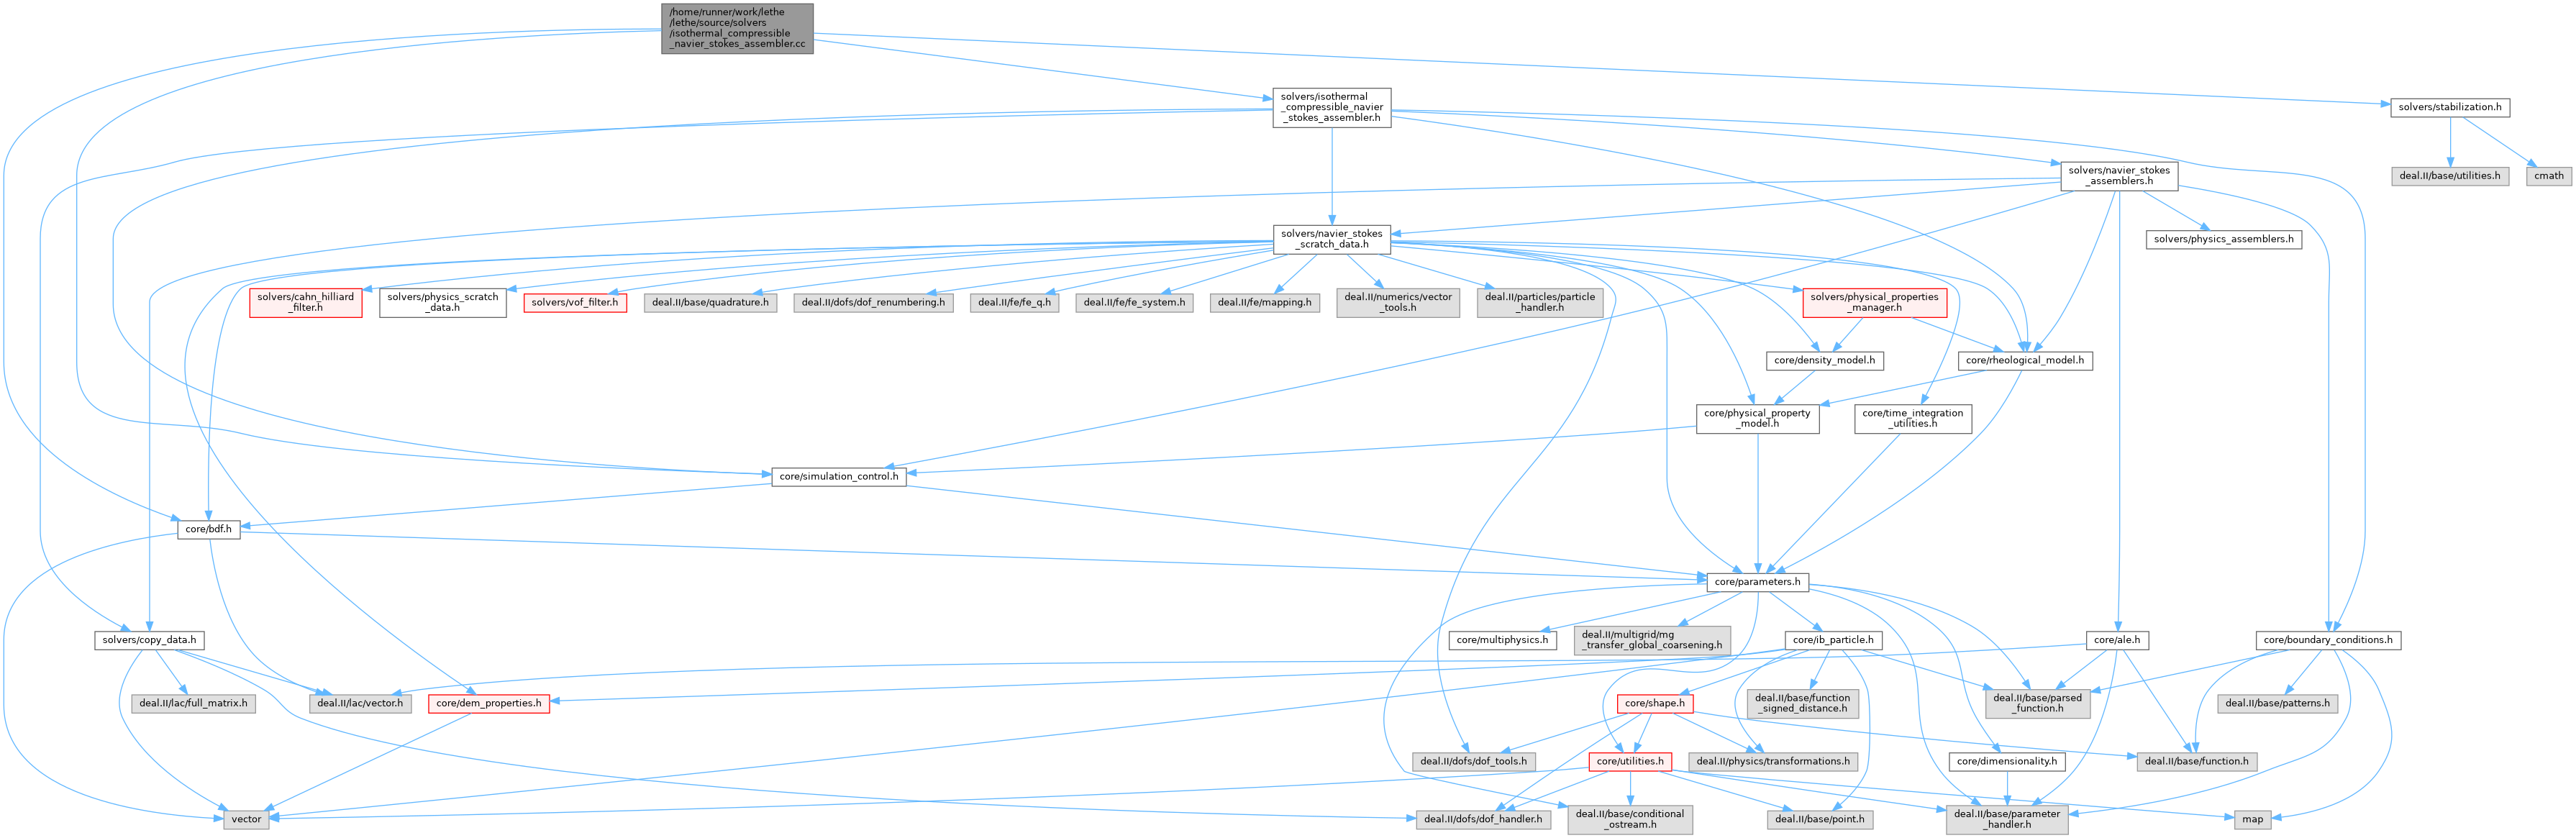 /home/runner/work/lethe
/lethe/source/solvers
/isothermal_compressible
_navier_stokes_assembler.cc
solvers/isothermal
_compressible_navier
_stokes_assembler.h
solvers/stabilization.h
solvers/navier_stokes
_assemblers.h
deal.II/base/utilities.h
cmath
solvers/navier_stokes
_scratch_data.h
solvers/physics_assemblers.h
solvers/cahn_hilliard
_filter.h
solvers/physics_scratch
_data.h
solvers/vof_filter.h
deal.II/base/quadrature.h
deal.II/dofs/dof_renumbering.h
deal.II/fe/fe_q.h
deal.II/fe/fe_system.h
deal.II/fe/mapping.h
deal.II/numerics/vector
_tools.h
deal.II/particles/particle
_handler.h
solvers/physical_properties
_manager.h
core/density_model.h
core/rheological_model.h
core/physical_property
_model.h
core/time_integration
_utilities.h
core/simulation_control.h
core/bdf.h
core/parameters.h
solvers/copy_data.h
core/multiphysics.h
deal.II/multigrid/mg
_transfer_global_coarsening.h
core/ib_particle.h
core/ale.h
core/boundary_conditions.h
deal.II/lac/full_matrix.h
deal.II/lac/vector.h
core/dem_properties.h
core/shape.h
deal.II/base/function
_signed_distance.h
deal.II/base/parsed
_function.h
deal.II/base/patterns.h
deal.II/dofs/dof_tools.h
core/utilities.h
deal.II/physics/transformations.h
core/dimensionality.h
deal.II/base/function.h
vector
deal.II/dofs/dof_handler.h
deal.II/base/conditional
_ostream.h
deal.II/base/point.h
deal.II/base/parameter
_handler.h
map